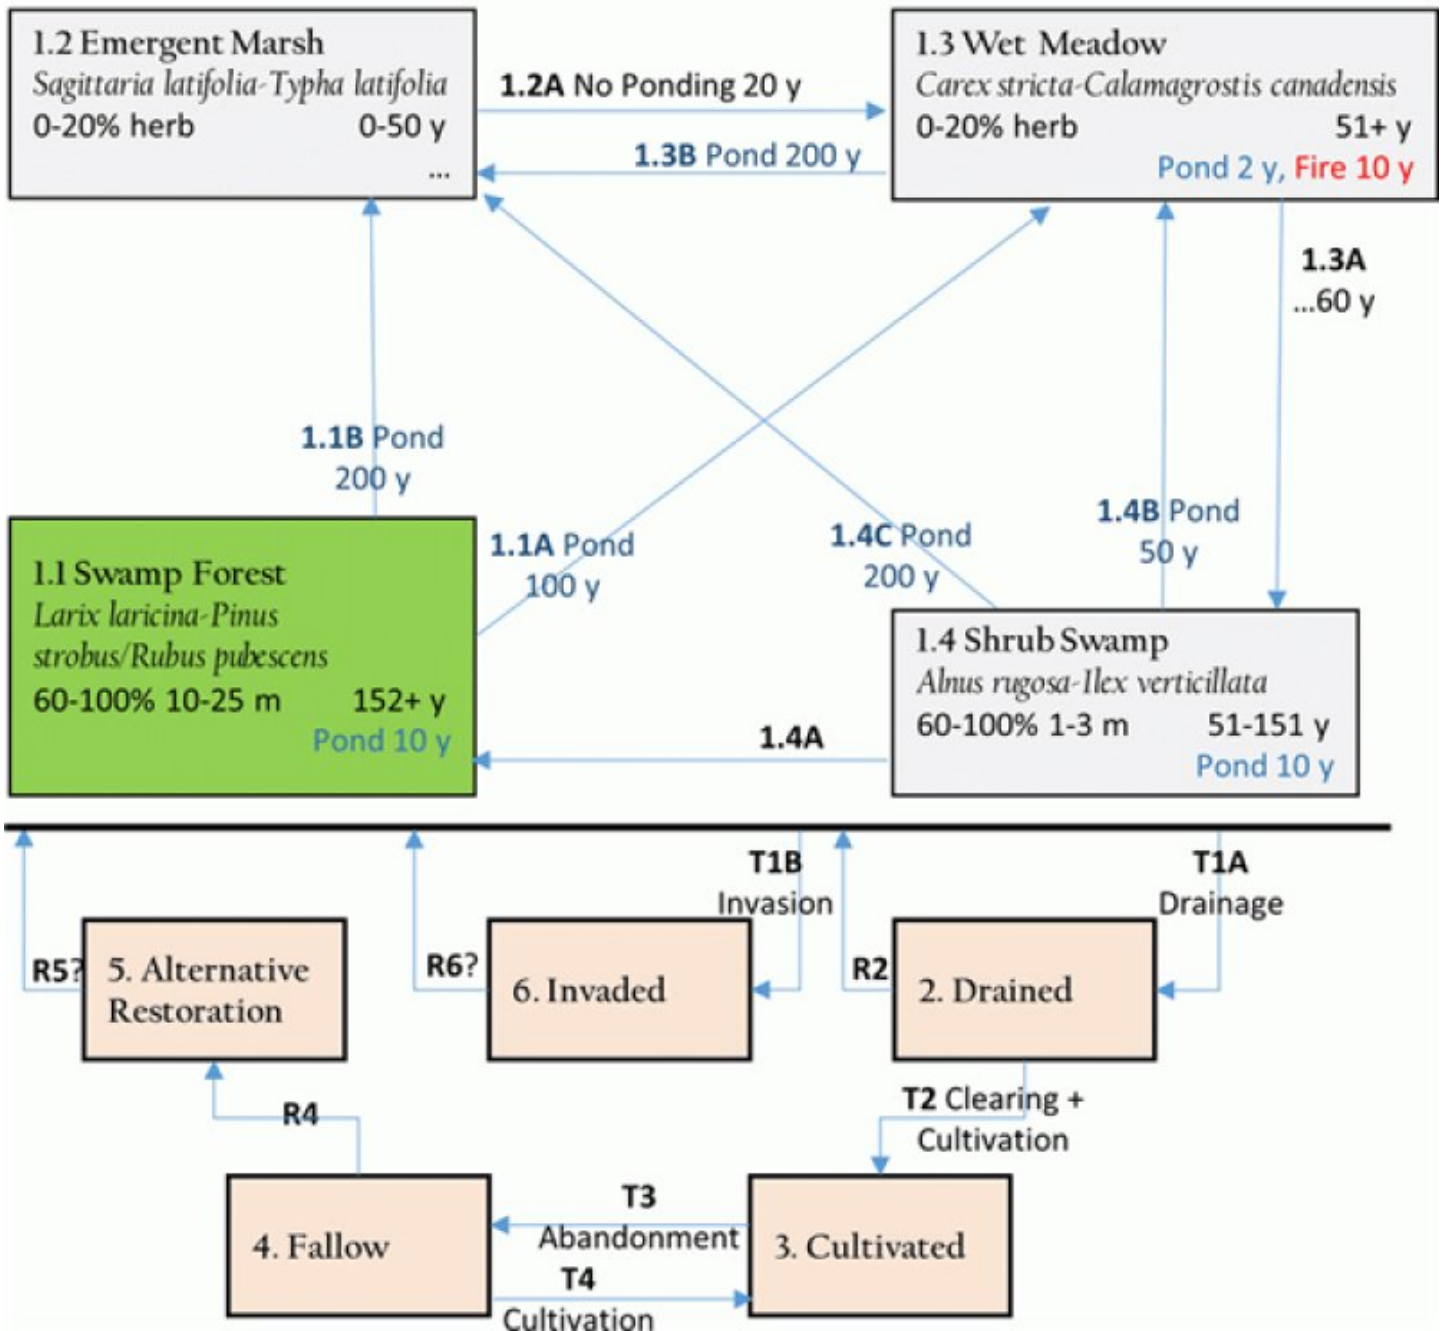 1.2 Emergent Marsh
Sagittaria latifolia-Typha latifolia
0-20% herb 0-50 y
...
1.2A No Ponding 20 y
1.3B Pond 200 y
1.3 Wet Meadow
Carex stricta-Calamagrostis canadensis
0-20% herb 51+ y
Pond 2 y, Fire 10 y
1.3A
...60 y
1.1B Pond
200 y
1.1A Pond
100 y
1.4C Pond
200 y
1.4B Pond
50 y
1.1 Swamp Forest
Larix laricina-Pinus
strobus/Rubus pubescens
60-100% 10-25 m 152+ y
Pond 10 y
1.4A
1.4 Shrub Swamp
Alnus rugosa-Ilex verticillata
60-100% 1-3 m 51-151 y
Pond 10 y
T1B
Invasion
T1A
Drainage
R5?
5. Alternative
Restoration
R6?
6. Invaded
R2
2. Drained
R4
T2 Clearing +
Cultivation
4. Fallow
T3
Abandonment
T4
Cultivation
3. Cultivated